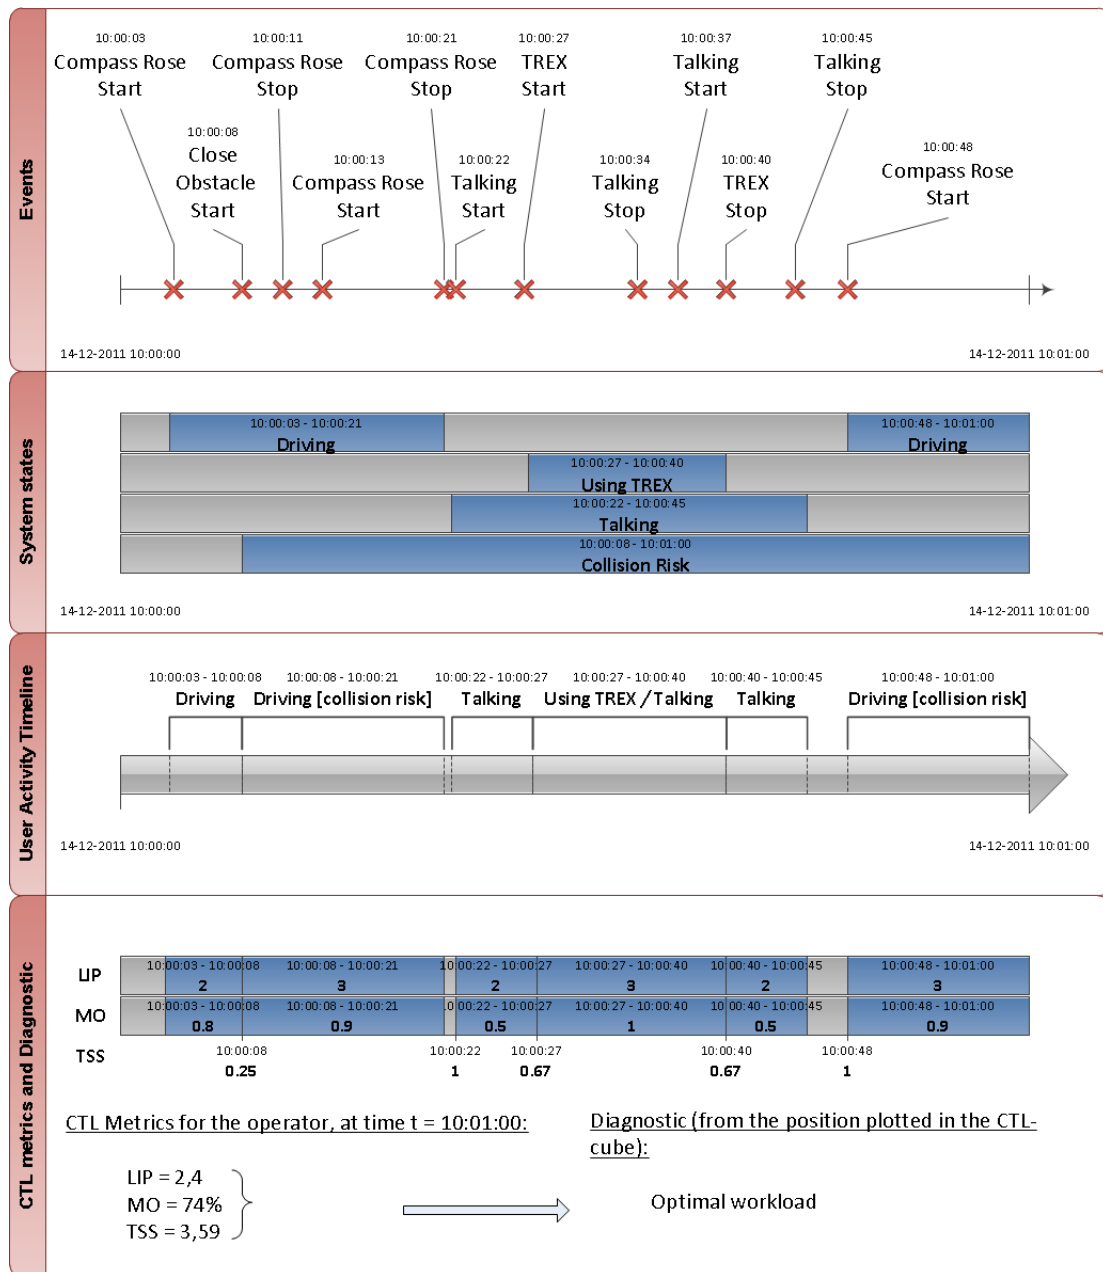 Events
10:00:03
Compass Rose
Start
10:00:11
Compass Rose
Stop
10:00:21
Compass Rose
Stop
10:00:27
TREX
Start
10:00:37
Talking
Start
10:00:45
Talking
Stop
10:00:08
Close
Obstacle
Start
10:00:13
Compass Rose
Start
10:00:22
Talking
Start
10:00:34
Talking
Stop
10:00:40
TREX
Stop
10:00:48
Compass Rose
Start
14-12-2011 10:00:00
14-12-2011 10:01:00
System states
10:00:03 - 10:00:21
Driving
10:00:48 - 10:01:00
Driving
10:00:27 - 10:00:40
Using TREX
10:00:22 - 10:00:45
Talking
10:00:08 - 10:01:00
Collision Risk
14-12-2011 10:00:00
14-12-2011 10:01:00
User Activity Timeline
10:00:03 - 10:00:08
Driving
10:00:08 - 10:00:21
Driving [collision risk]
10:00:22 - 10:00:27
Talking
10:00:27 - 10:00:40
Using TREX / Talking
10:00:40 - 10:00:45
Talking
10:00:48 - 10:01:00
Driving [collision risk]
14-12-2011 10:00:00
14-12-2011 10:01:00
CTL metrics and Diagnostic
LIP
10:00:03 - 10:00:08
2
10:00:08 - 10:00:21
3
10:00:22 - 10:00:27
2
10:00:27 - 10:00:40
3
10:00:40 - 10:00:45
2
10:00:48 - 10:01:00
3
MO
10:00:03 - 10:00:08
0.8
10:00:08 - 10:00:21
0.9
10:00:22 - 10:00:27
0.5
10:00:27 - 10:00:40
1
10:00:40 - 10:00:45
0.5
10:00:48 - 10:01:00
0.9
TSS
10:00:08
0.25
10:00:22
1
10:00:27
0.67
10:00:40
0.67
10:00:48
1
CTL Metrics for the operator, at time t = 10:01:00:
LIP = 2,4
MO = 74%
TSS = 3,59
Diagnostic (from the position plotted in the CTL-
cube):
Optimal workload